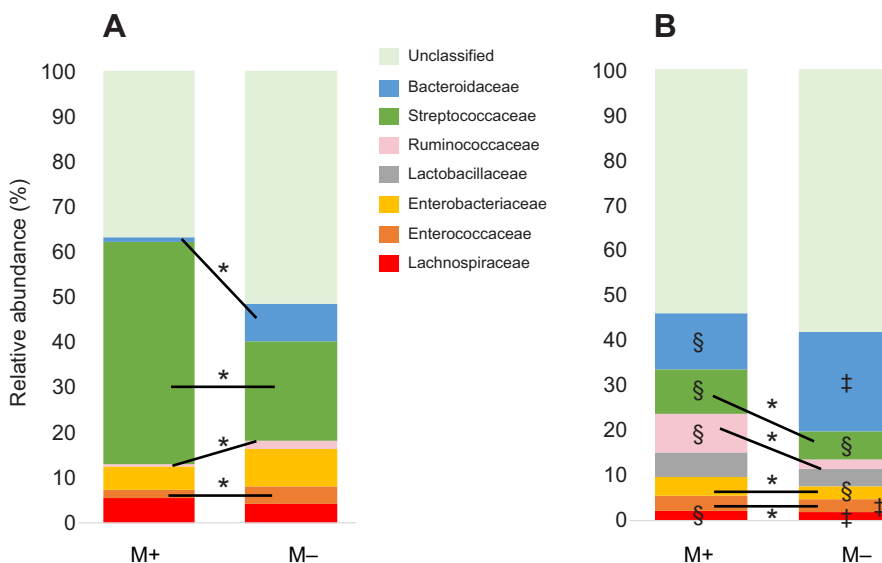 A
B
Relative abundance (%)
100
90
80
70
60
50
40
30
20
10
0
*
*
*
*
M+
M–
Unclassified
Bacteroidaceae
Streptococcaceae
Ruminococcaceae
Lactobacillaceae
Enterobacteriaceae
Enterococcaceae
Lachnospiraceae
100
90
80
70
60
50
40
30
20
10
0
§
§
§
§
*
*
*
*
‡
§
§
‡
‡
M+
M–